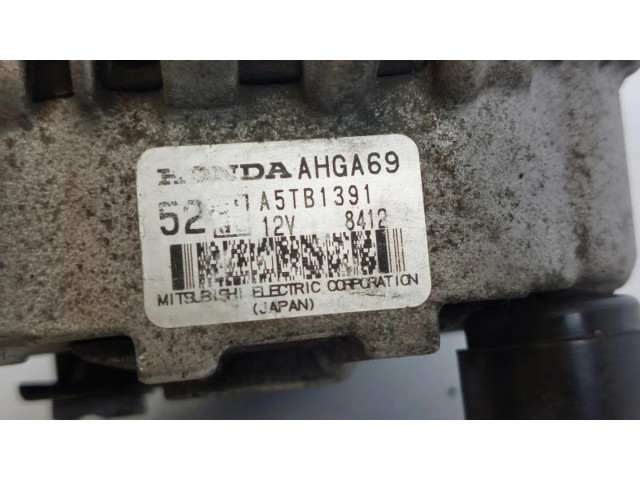 HONDA AHGA69
52 A5TB1391
12V 8412
MITSUBISHI ELECTRIC CORPORATION
(JAPAN)